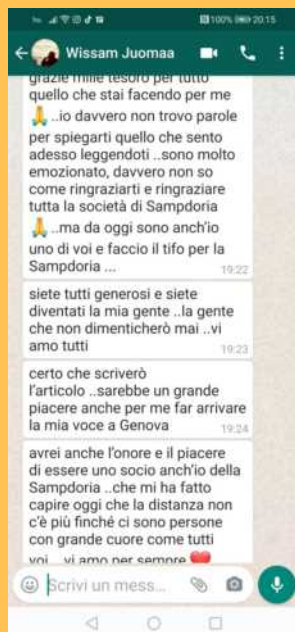 100% 20:15
Wissam Juomaa
grazie mille tesoro per tutto
quello che stai facendo per me
🙏..io davvero non trovo parole
per spiegarti quello che sento
adesso leggendoti ..sono molto
emozionato, davvero non so
come ringraziarti e ringraziare
tutta la società di Sampdoria
🙏..ma da oggi sono anch'io
uno di voi e faccio il tifo per la
Sampdoria ...
19:22
siete tutti generosi e siete
diventati la mia gente ..la gente
che non dimenticherò mai ..vi
amo tutti
19:23
certo che scriverò
l'articolo ..sarebbe un grande
piacere anche per me far arrivare
la mia voce a Genova
19:24
avrei anche l'onore e il piacere
di essere uno socio anch'io della
Sampdoria ..che mi ha fatto
capire oggi che la distanza non
c'è più finché ci sono persone
con grande cuore come tutti
voi ...vi amo per sempre ❤️
Scrivi un mess...